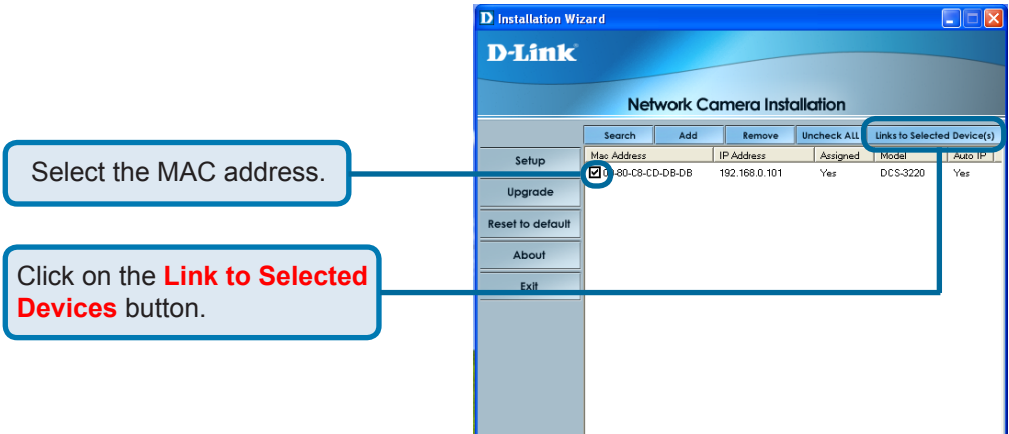 Installation Wizard
D-Link
Network Camera Installation
Search Add Remove Uncheck ALL Links to Selected Device(s)
Mac Address IP Address Assigned Model Auto IP
80-C8-CD-DB-DB 192.168.0.101 Yes DCS-3220 Yes
Setup
Upgrade
Reset to default
About
Exit
Select the MAC address.
Click on the Link to Selected
Devices button.